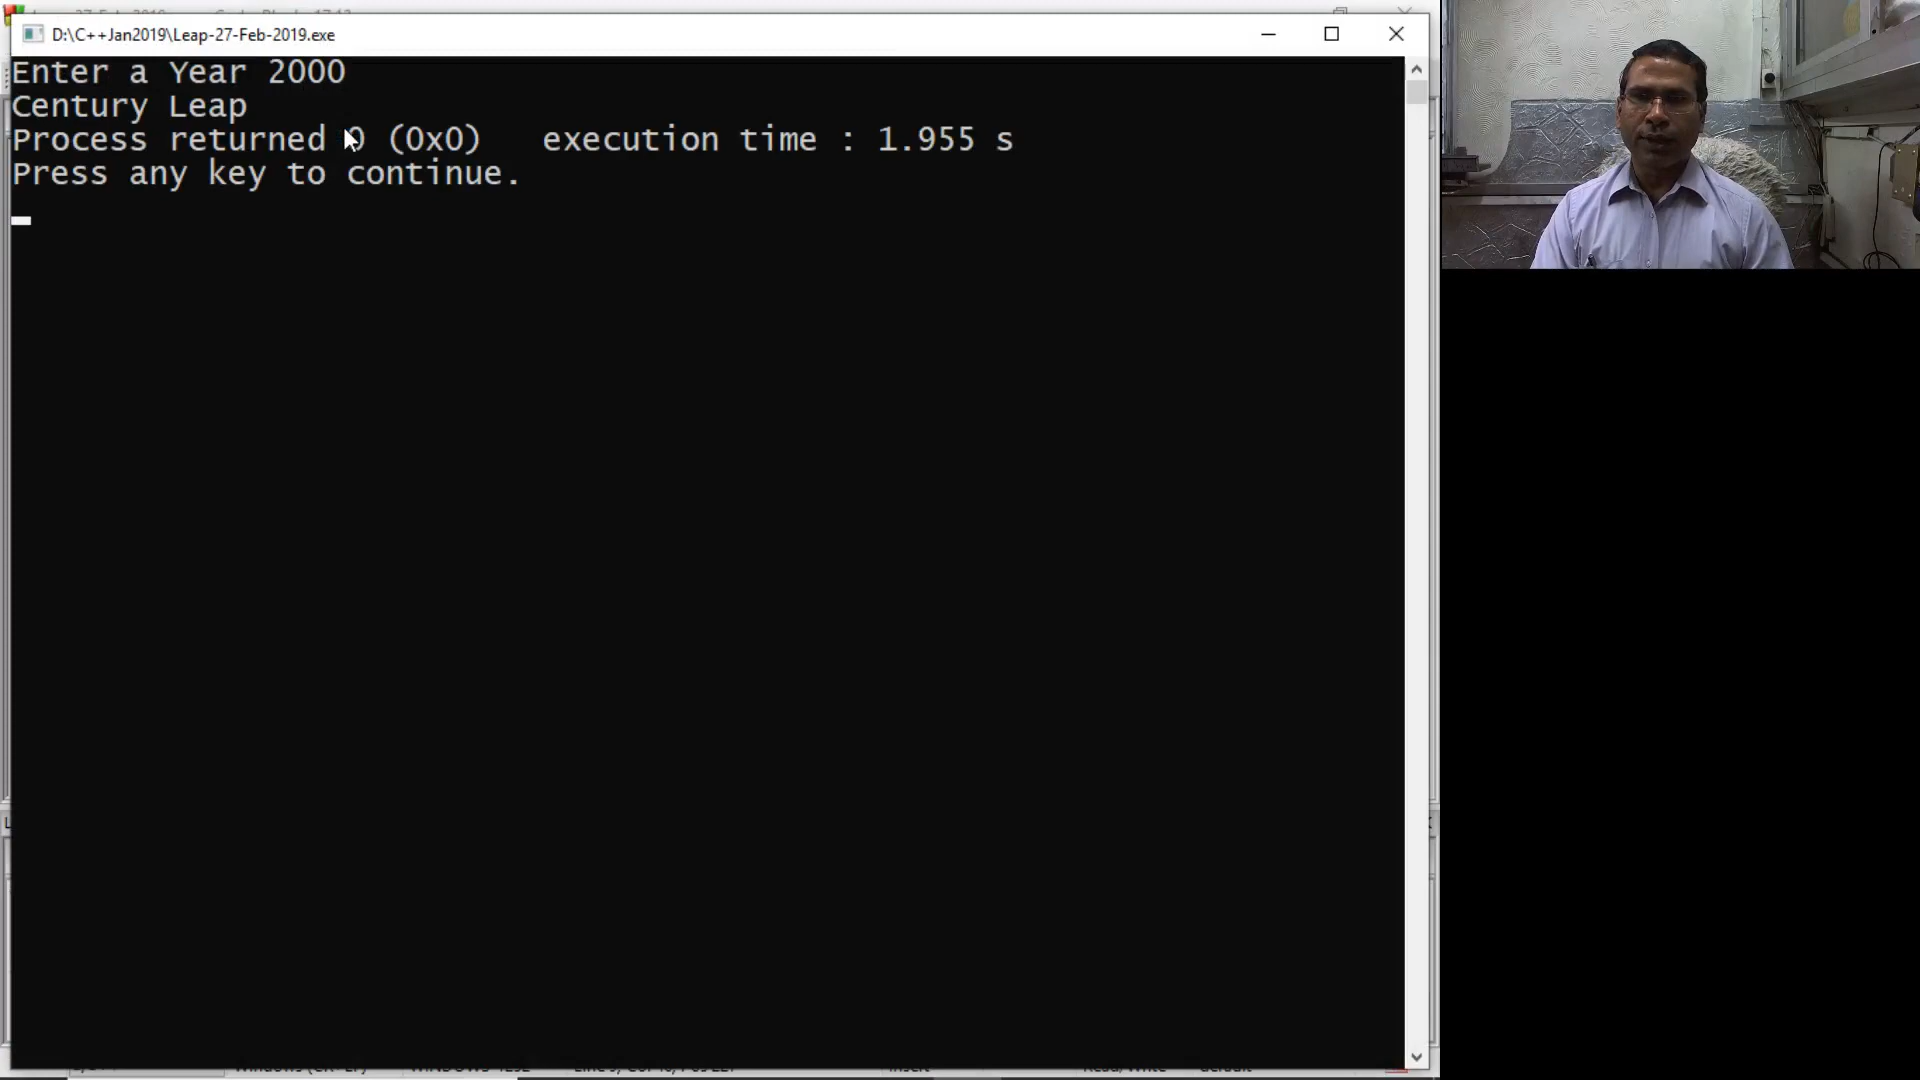 D:\C++Jan2019\Leap-27-Feb-2019.exe
Enter a Year 2000
Century Leap
Process returned 0 (0x0)   execution time : 1.955 s
Press any key to continue.